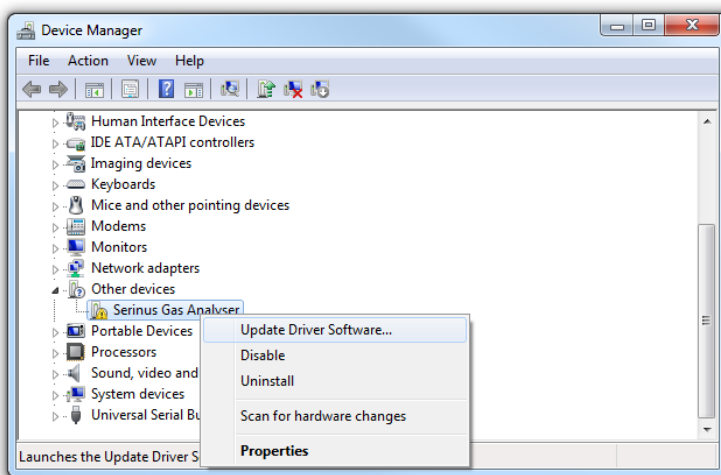 Device Manager
File Action View Help
Human Interface Devices
IDE ATA/ATAPI controllers
Imaging devices
Keyboards
Mice and other pointing devices
Modems
Monitors
Network adapters
Other devices
Serinus Gas Analyser
Portable Devices
Processors
Sound, video and
System devices
Universal Serial Bu
Update Driver Software...
Disable
Uninstall
Scan for hardware changes
Properties
Launches the Update Driver S